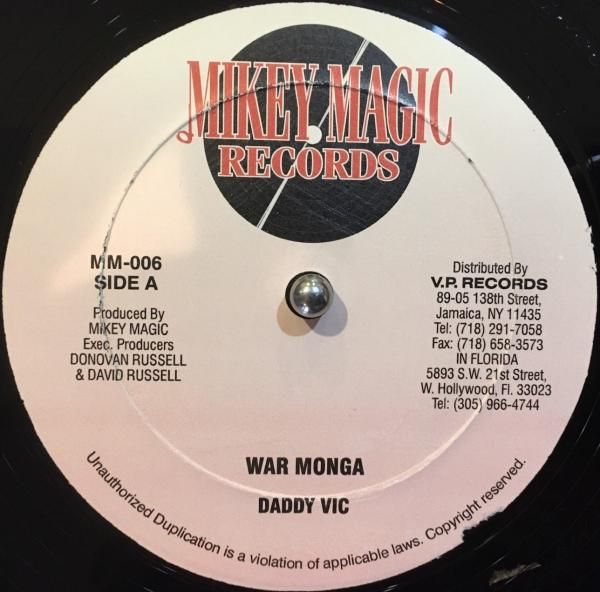 MIKEY MAGIC
RECORDS
MM-006
SIDE A
Produced By
MIKEY MAGIC
Exec. Producers
DONOVAN RUSSELL
& DAVID RUSSELL
Distributed By
V.P. RECORDS
89-05 138th Street,
Jamaica, NY 11435
Tel: (718) 291-7058
Fax: (718) 658-3573
IN FLORIDA
5893 S.W. 21st Street,
W. Hollywood, Fl. 33023
Tel: (305) 966-4744
WAR MONGA
DADDY VIC
Unauthorized Duplication is a violation of applicable laws. Copyright reserved.